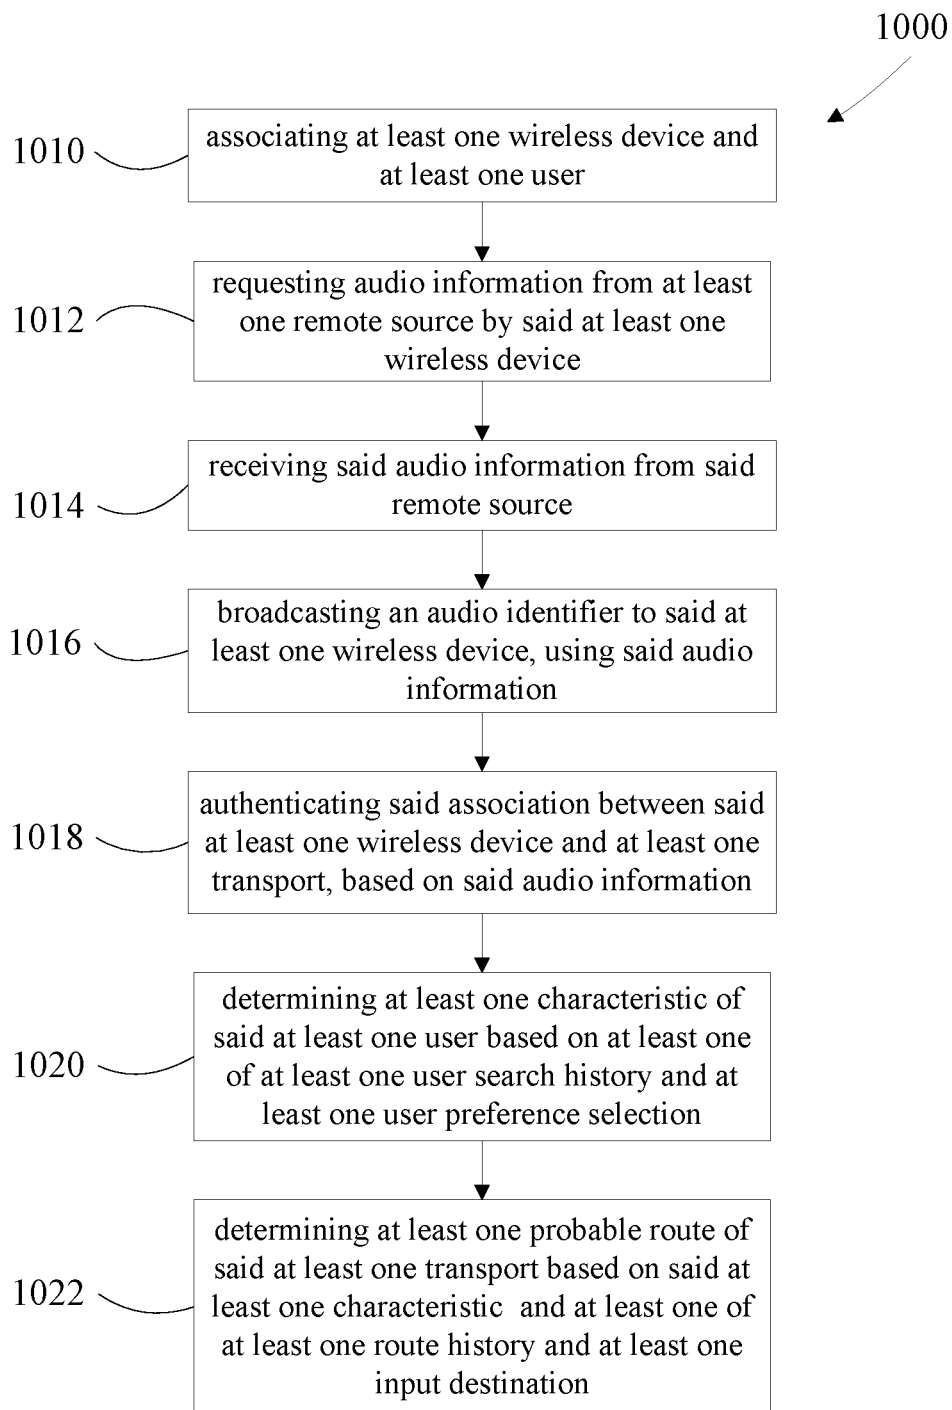 1000
1010
associating at least one wireless device and
at least one user
1012
requesting audio information from at least
one remote source by said at least one
wireless device
1014
receiving said audio information from said
remote source
1016
broadcasting an audio identifier to said at
least one wireless device, using said audio
information
1018
authenticating said association between said
at least one wireless device and at least one
transport, based on said audio information
1020
determining at least one characteristic of
said at least one user based on at least one
of at least one user search history and at
least one user preference selection
1022
determining at least one probable route of
said at least one transport based on said at
least one characteristic and at least one of
at least one route history and at least one
input destination